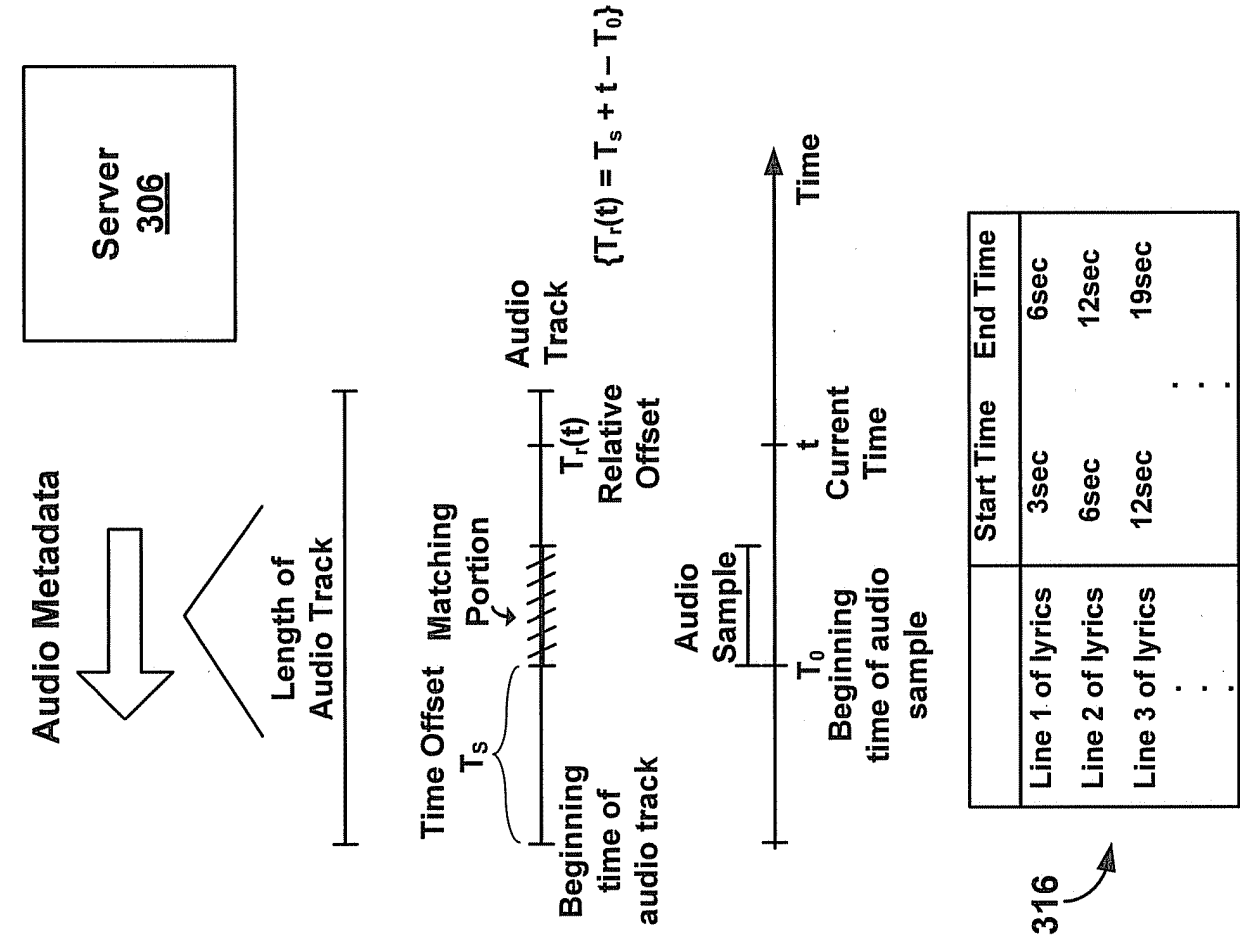 Audio Metadata
Server
306
Length of
Audio Track
Time Offset
Ts
Matching
Portion
Audio
Track
Beginning
time of
audio track
Tr(t)
Relative
Offset
{Tr(t) = Ts + t – T0}
Audio
Sample
T0
Beginning
time of audio
sample
t
Current
Time
Time
316
Start Time End Time
Line 1 of lyrics 3sec 6sec
Line 2 of lyrics 6sec 12sec
Line 3 of lyrics 12sec 19sec
. . .